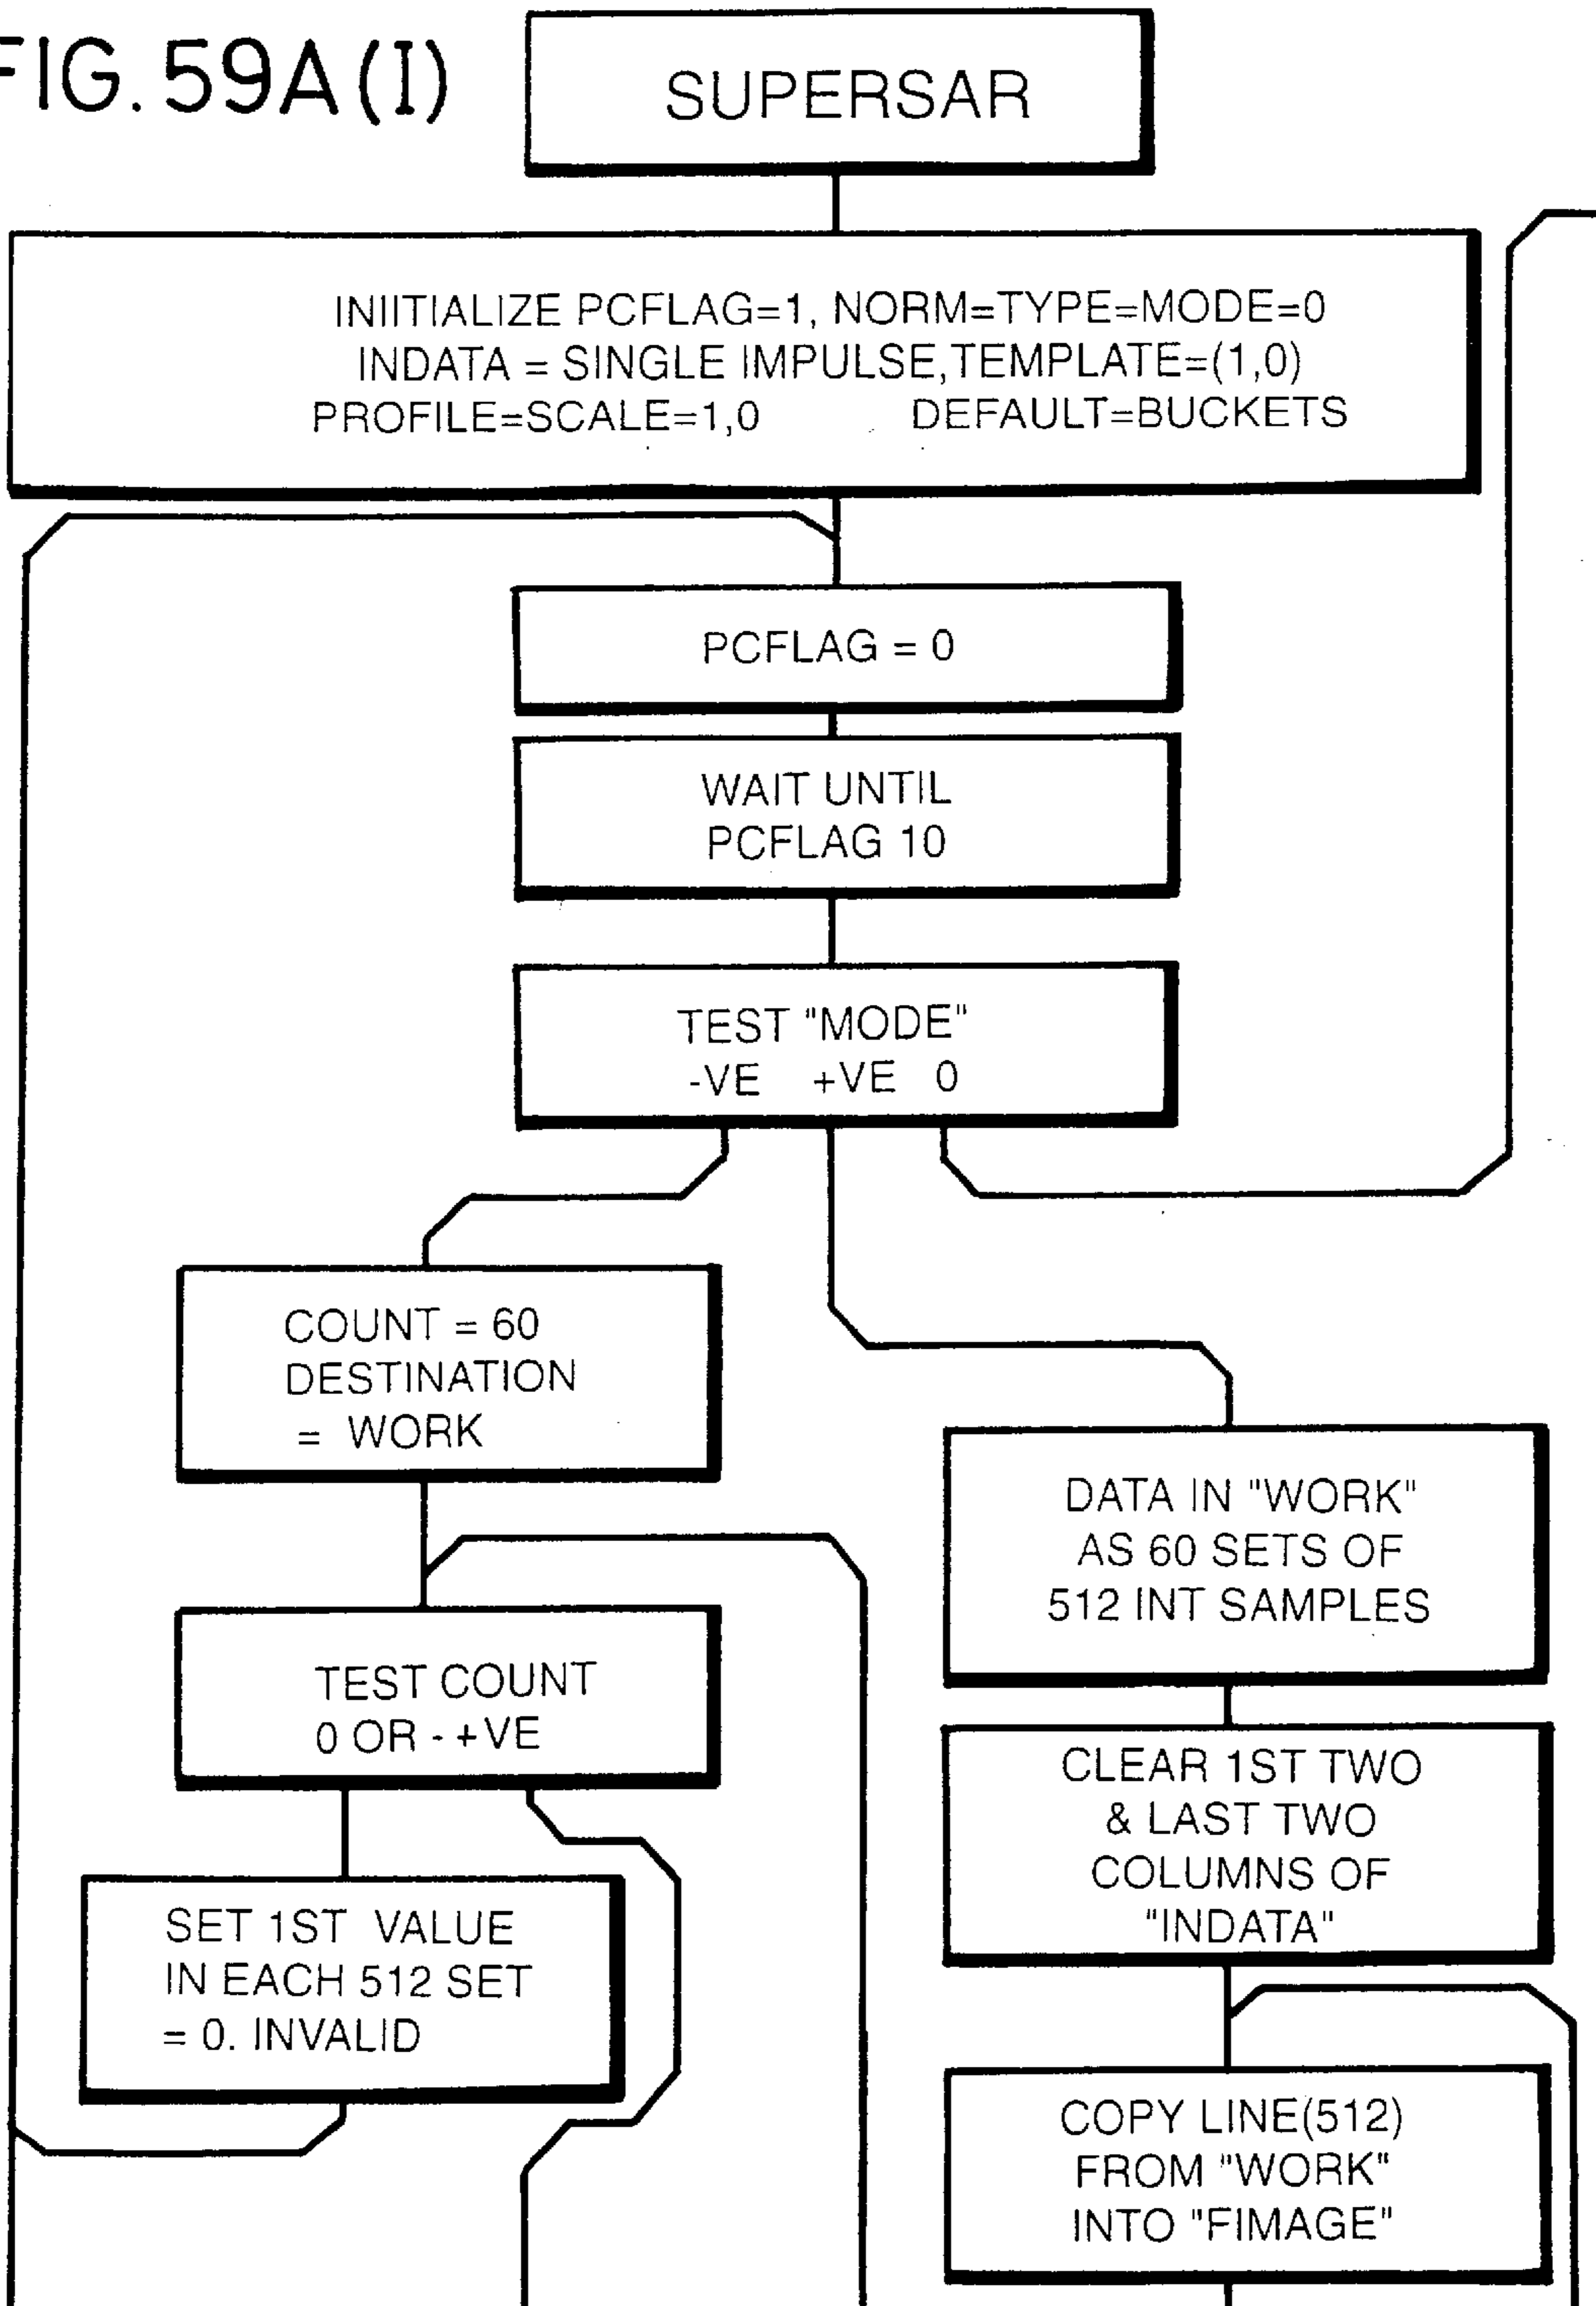 FIG. 59A(I)
SUPERSAR
INIITIALIZE PCFLAG=1, NORM=TYPE=MODE=0
INDATA = SINGLE IMPULSE,TEMPLATE=(1,0)
PROFILE=SCALE=1,0 DEFAULT=BUCKETS
PCFLAG = 0
WAIT UNTIL
PCFLAG 10
TEST "MODE"
-VE +VE 0
COUNT = 60
DESTINATION
= WORK
DATA IN "WORK"
AS 60 SETS OF
512 INT SAMPLES
TEST COUNT
0 OR - +VE
CLEAR 1ST TWO
& LAST TWO
COLUMNS OF
"INDATA"
SET 1ST VALUE
IN EACH 512 SET
= 0. INVALID
COPY LINE(512)
FROM "WORK"
INTO "FIMAGE"